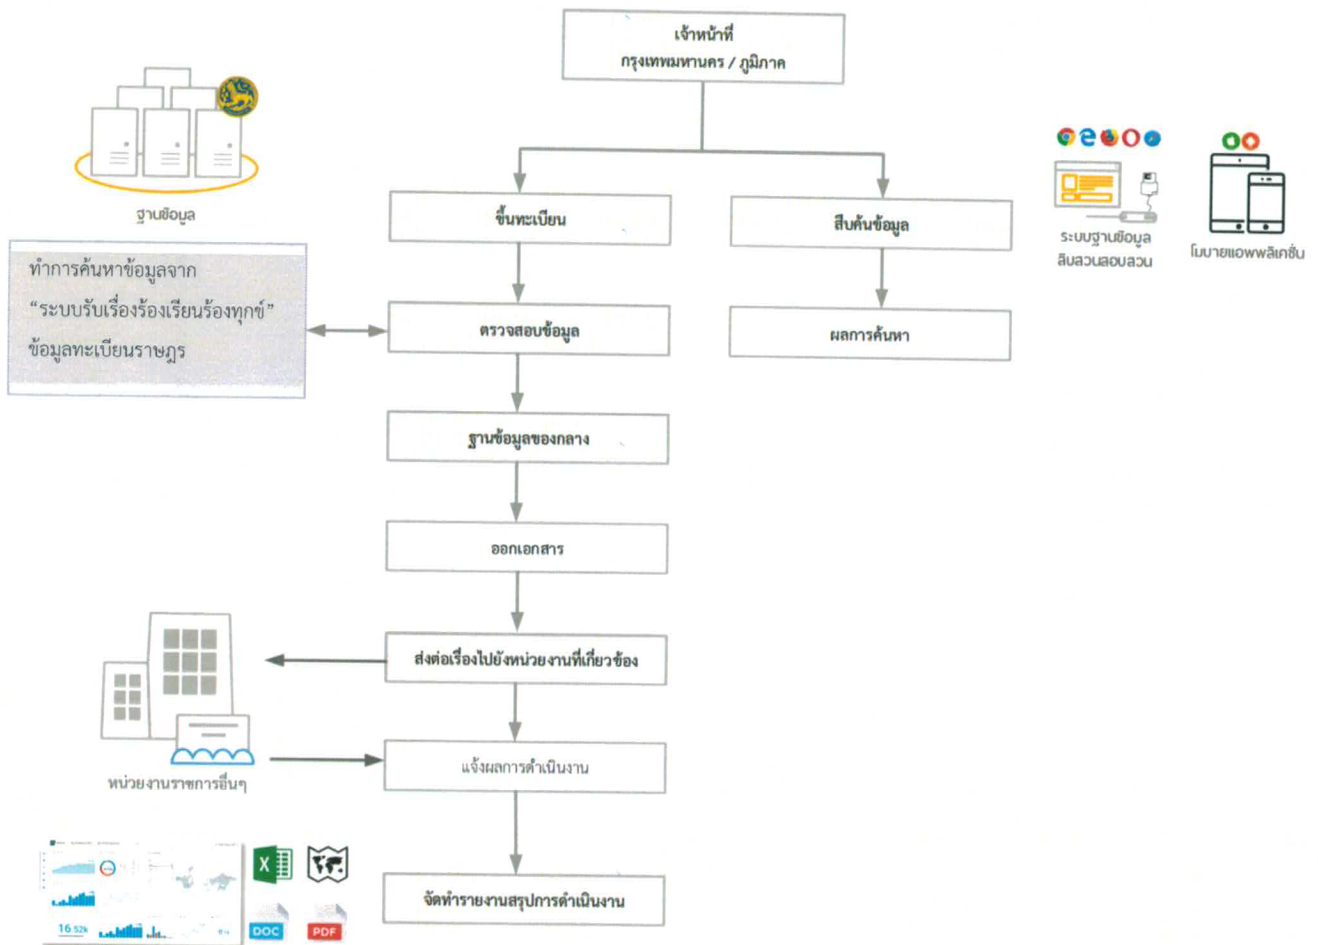 เจ้าหน้าที่
กรุงเทพมหานคร / ภูมิภาค
ฐานข้อมูล
ขึ้นทะเบียน
สืบค้นข้อมูล
ระบบฐานข้อมูล
สืบสวนสอบสวน
โมบายแอพพลิเคชั่น
ทำการค้นหาข้อมูลจาก
“ระบบรับเรื่องร้องเรียนร้องทุกข์”
ข้อมูลทะเบียนราษฎร
ตรวจสอบข้อมูล
ผลการค้นหา
ฐานข้อมูลของกลาง
ออกเอกสาร
ส่งต่อเรื่องไปยังหน่วยงานที่เกี่ยวข้อง
แจ้งผลการดำเนินงาน
หน่วยงานราชการอื่นๆ
จัดทำรายงานสรุปการดำเนินงาน
X
16.52k
DOC
PDF